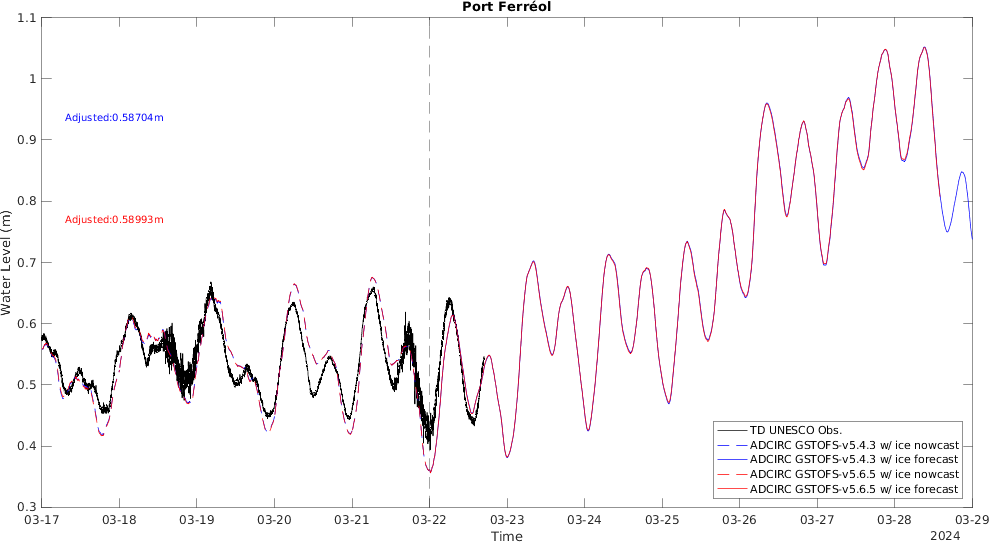 Port Ferréol
1.1
1
0.9
0.8
0.7
0.6
0.5
0.4
0.3
Water Level (m)
Adjusted:0.58704m
Adjusted:0.58993m
TD UNESCO Obs.
ADCIRC GSTOFS-v5.4.3 w/ ice nowcast
ADCIRC GSTOFS-v5.4.3 w/ ice forecast
ADCIRC GSTOFS-v5.6.5 w/ ice nowcast
ADCIRC GSTOFS-v5.6.5 w/ ice forecast
03-17 03-18 03-19 03-20 03-21 03-22 03-23 03-24 03-25 03-26 03-27 03-28 03-29
Time
2024